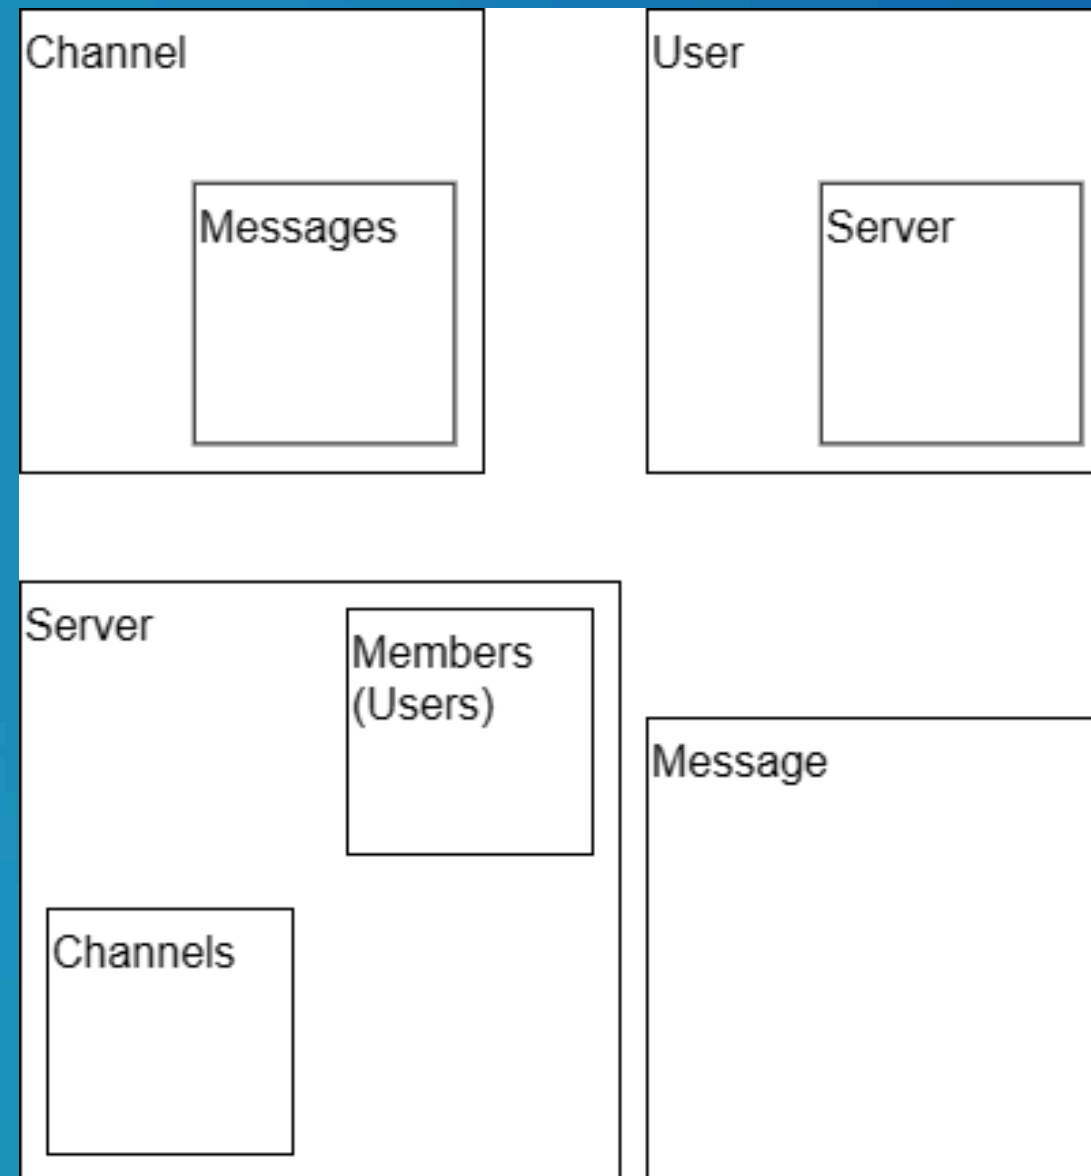 Channel
Messages
User
Server
Server
Members
(Users)
Channels
Message